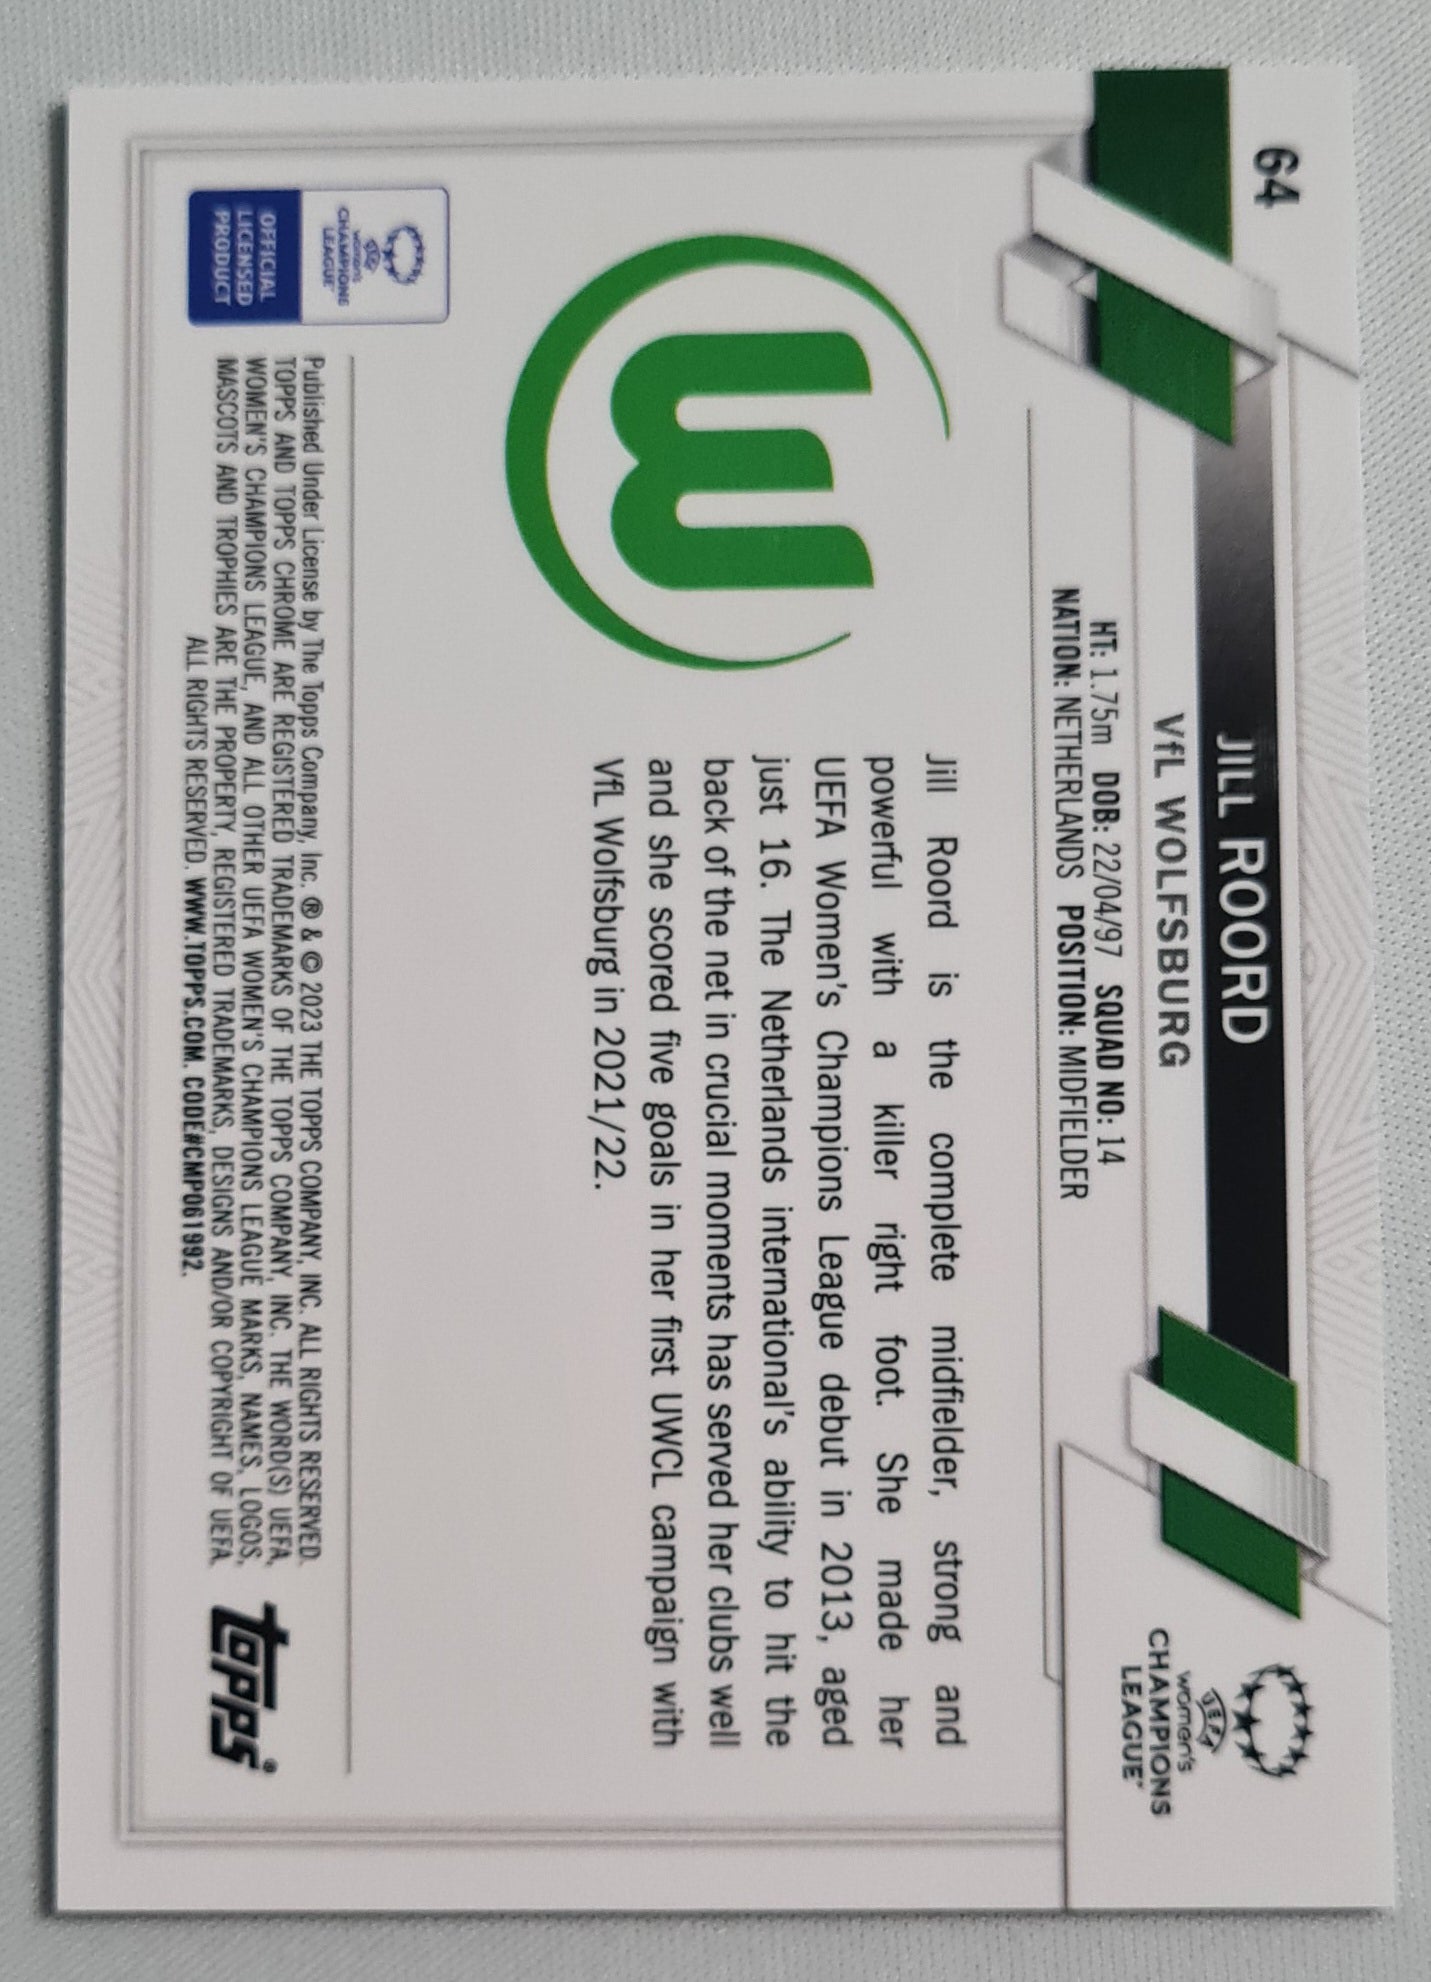 64
JILL ROORD
VfL WOLFSBURG
HT: 1.75m DOB: 22/04/97 SQUAD NO: 14
NATION: NETHERLANDS POSITION: MIDFIELDER
UEFA
women's
CHAMPIONS
LEAGUE™
Jill Roord is the complete midfielder, strong and
powerful with a killer right foot. She made her
UEFA Women's Champions League debut in 2013, aged
just 16. The Netherlands international's ability to hit the
back of the net in crucial moments has served her clubs well
and she scored five goals in her first UWCL campaign with
VfL Wolfsburg in 2021/22.
W
UEFA
women's
CHAMPIONS
LEAGUE™
OFFICIAL
LICENSED
PRODUCT
Published Under License by The Topps Company, Inc. ® & © 2023 THE TOPPS COMPANY, INC. ALL RIGHTS RESERVED.
TOPPS AND TOPPS CHROME ARE REGISTERED TRADEMARKS OF THE TOPPS COMPANY, INC. THE WORD(S) UEFA,
WOMEN'S CHAMPIONS LEAGUE, AND ALL OTHER UEFA WOMEN'S CHAMPIONS LEAGUE MARKS, NAMES, LOGOS,
MASCOTS AND TROPHIES ARE THE PROPERTY, REGISTERED TRADEMARKS, DESIGNS AND/OR COPYRIGHT OF UEFA.
ALL RIGHTS RESERVED. WWW.TOPPS.COM. CODE#CMP061992.
topps®